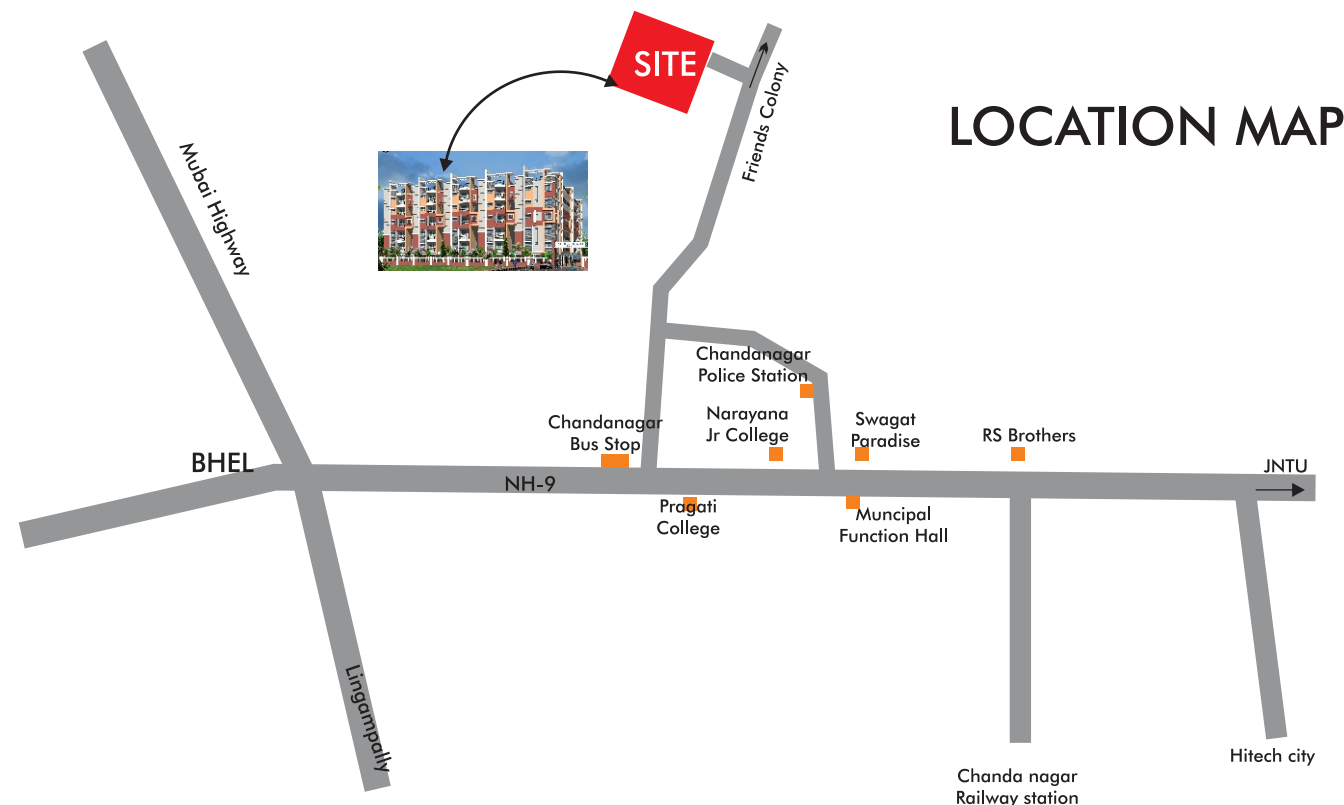 SITE
LOCATION MAP
Friends Colony
Mubai Highway
Chandanagar
Police Station
Chandanagar
Bus Stop
Narayana
Jr College
Swagat
Paradise
RS Brothers
BHEL
NH-9
JNTU
Pragati
College
Muncipal
Function Hall
Lingampally
Hitech city
Chanda nagar
Railway station